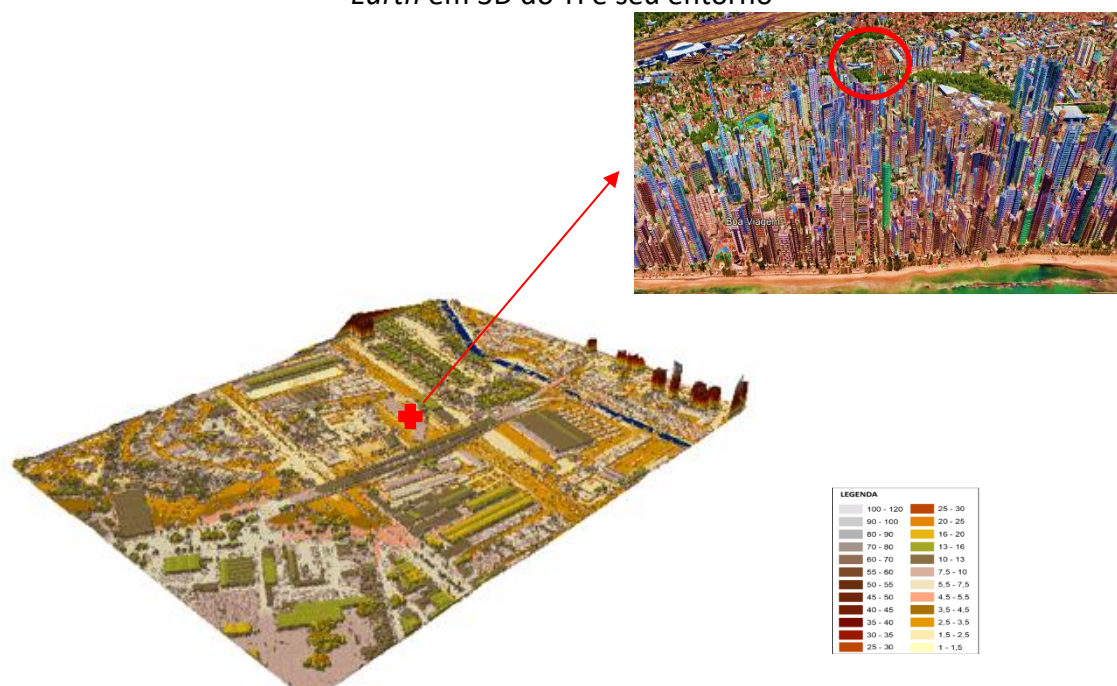 Earth em 3D do TI e seu entorno
Boa Viagem
LEGENDA
100 - 120 25 - 30
90 - 100 20 - 25
80 - 90 16 - 20
70 - 80 13 - 16
60 - 70 10 - 13
55 - 60 7,5 - 10
50 - 55 5,5 - 7,5
45 - 50 4,5 - 5,5
40 - 45 3,5 - 4,5
35 - 40 2,5 - 3,5
30 - 35 1,5 - 2,5
25 - 30 1 - 1,5